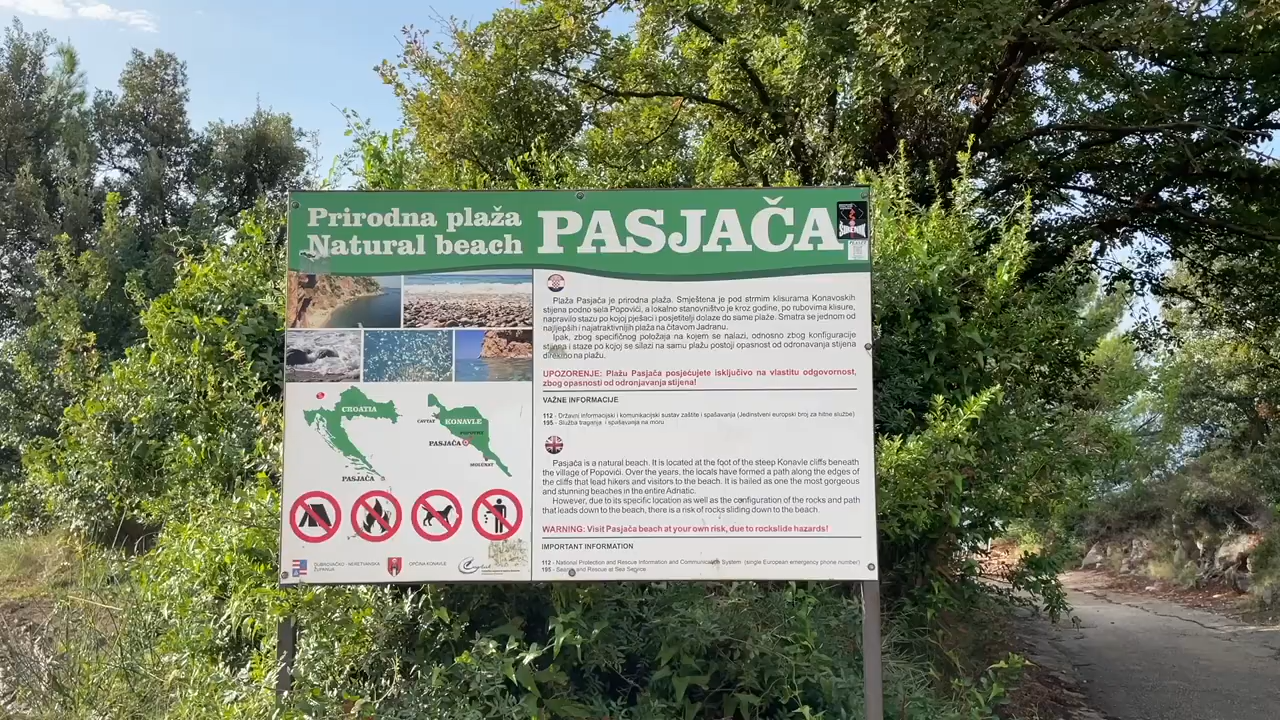 Prirodna plaža
Natural beach
PASJAČA
ŠIBENIK
Plaža Pasjača je prirodna plaža. Smještena je pod strmim klisurama Konavoskih
stijena podno sela Popovići, a lokalno stanovništvo je kroz godine, po rubovima klisure,
napravilo stazu po kojoj pješaci i posjetitelji dolaze do same plaže. Smatra se jednom od
najljepših i najatraktivnijih plaža na čitavom Jadranu.
Ipak, zbog specifičnog položaja na kojem se nalazi, odnosno zbog konfiguracije
stijena i staze po kojoj se silazi na samu plažu postoji opasnost od odronavanja stijena
direktno na plažu.
UPOZORENJE: Plažu Pasjača posjećujete isključivo na vlastitu odgovornost,
zbog opasnosti od odronjavanja stijena!
VAŽNE INFORMACIJE
112 - Državni informacijski i komunikacijski sustav zaštite i spašavanja (Jedinstveni europski broj za hitne službe)
195 - Služba traganja i spašavanja na moru
Pasjača is a natural beach. It is located at the foot of the steep Konavle cliffs beneath
the village of Popovići. Over the years, the locals have formed a path along the edges of
the cliffs that lead hikers and visitors to the beach. It is hailed as one the most gorgeous
and stunning beaches in the entire Adriatic.
However, due to its specific location as well as the configuration of the rocks and path
that leads down to the beach, there is a risk of rocks sliding down to the beach.
WARNING: Visit Pasjača beach at your own risk, due to rockslide hazards!
IMPORTANT INFORMATION
112 - National Protection and Rescue Information and Communication System (single European emergency phone number)
195 - Search and Rescue at Sea Service
CROATIA
PASJAČA
CAVTAT
KONAVLE
POPOVIĆI
PASJAČA
MOLUNAT
DUBROVAČKO - NERETVANSKA
ŽUPANIJA
OPĆINA KONAVLE